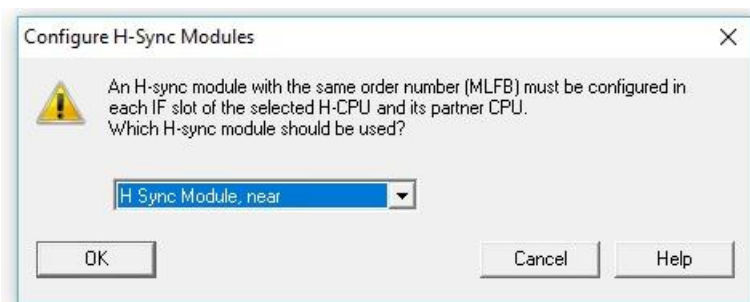 Configure H-Sync Modules
An H-sync module with the same order number (MLFB) must be configured in
each IF slot of the selected H-CPU and its partner CPU.
Which H-sync module should be used?
H Sync Module, near
OK Cancel Help